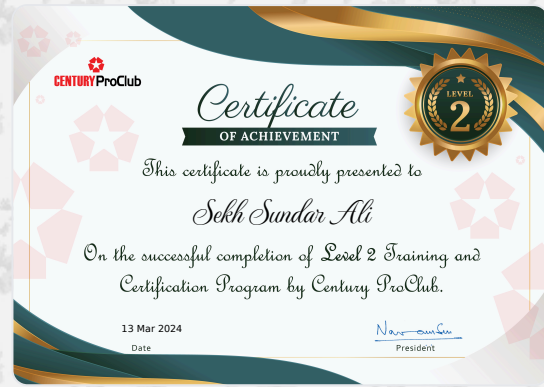 CENTURY ProClub
Certificate
OF ACHIEVEMENT
LEVEL
2
This certificate is proudly presented to
Sekh Sundar Ali
On the successful completion of Level 2 Training and
Certification Program by Century ProClub.
13 Mar 2024
Date
President